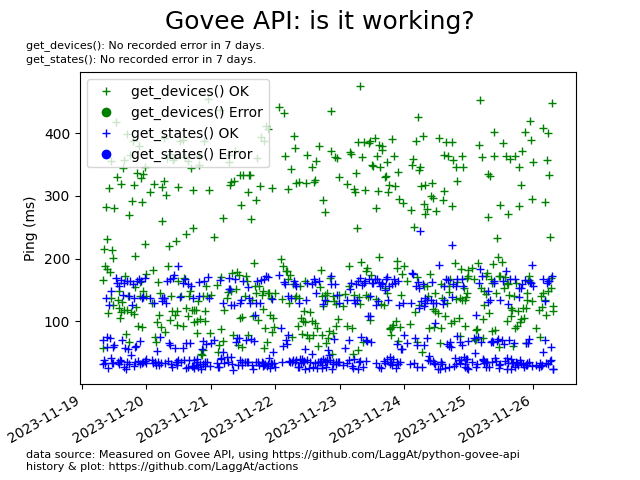 Govee API: is it working?
get_devices(): No recorded error in 7 days.
get_states(): No recorded error in 7 days.
get_devices() OK
get_devices() Error
get_states() OK
get_states() Error
Ping (ms)
400
300
200
100
2023-11-19
2023-11-20
2023-11-21
2023-11-22
2023-11-23
2023-11-24
2023-11-25
2023-11-26
data source: Measured on Govee API, using https://github.com/LaggAt/python-govee-api
history & plot: https://github.com/LaggAt/actions